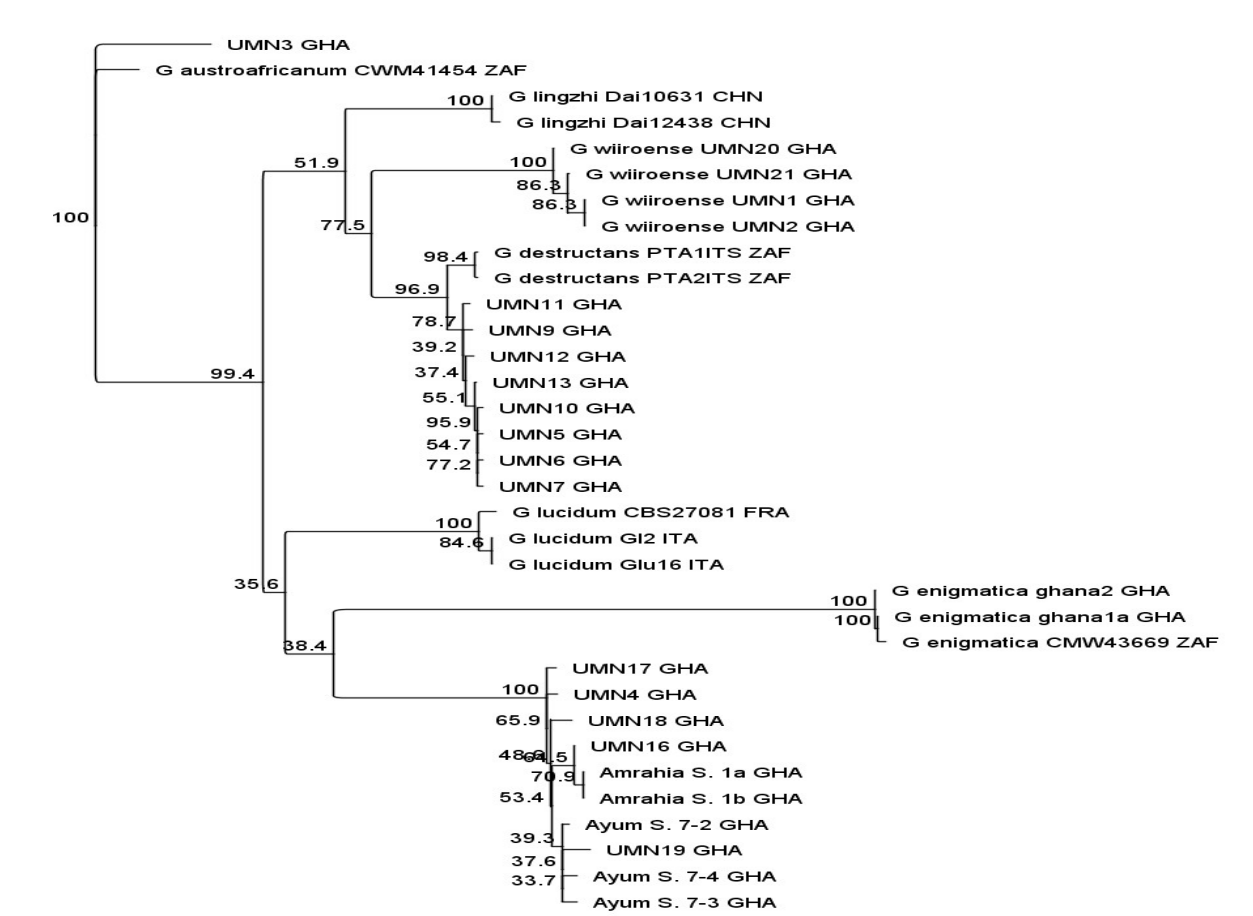 UMN3 GHA
G austroafricanum CWM41454 ZAF
G lingzhi Dai10631 CHN
100
G lingzhi Dai12438 CHN
G wiiroense UMN20 GHA
51.9
100
G wiiroense UMN21 GHA
86.3
G wiiroense UMN1 GHA
86.3
100
77.5
G wiiroense UMN2 GHA
G destructans PTA1ITS ZAF
98.4
G destructans PTA2ITS ZAF
96.9
UMN11 GHA
78.7
UMN9 GHA
39.2
UMN12 GHA
99.4
37.4
UMN13 GHA
55.1
UMN10 GHA
95.9
UMN5 GHA
54.7
UMN6 GHA
77.2
UMN7 GHA
G lucidum CBS27081 FRA
100
G lucidum Gl2 ITA
84.6
G lucidum Glu16 ITA
35.6
G enigmatica ghana2 GHA
100
G enigmatica ghana1a GHA
100
G enigmatica CMW43669 ZAF
38.4
UMN17 GHA
100
UMN4 GHA
65.9
UMN18 GHA
UMN16 GHA
64.5
Amrahia S. 1a GHA
70.9
Amrahia S. 1b GHA
53.4
Ayum S. 7-2 GHA
39.3
UMN19 GHA
37.6
Ayum S. 7-4 GHA
33.7
Ayum S. 7-3 GHA